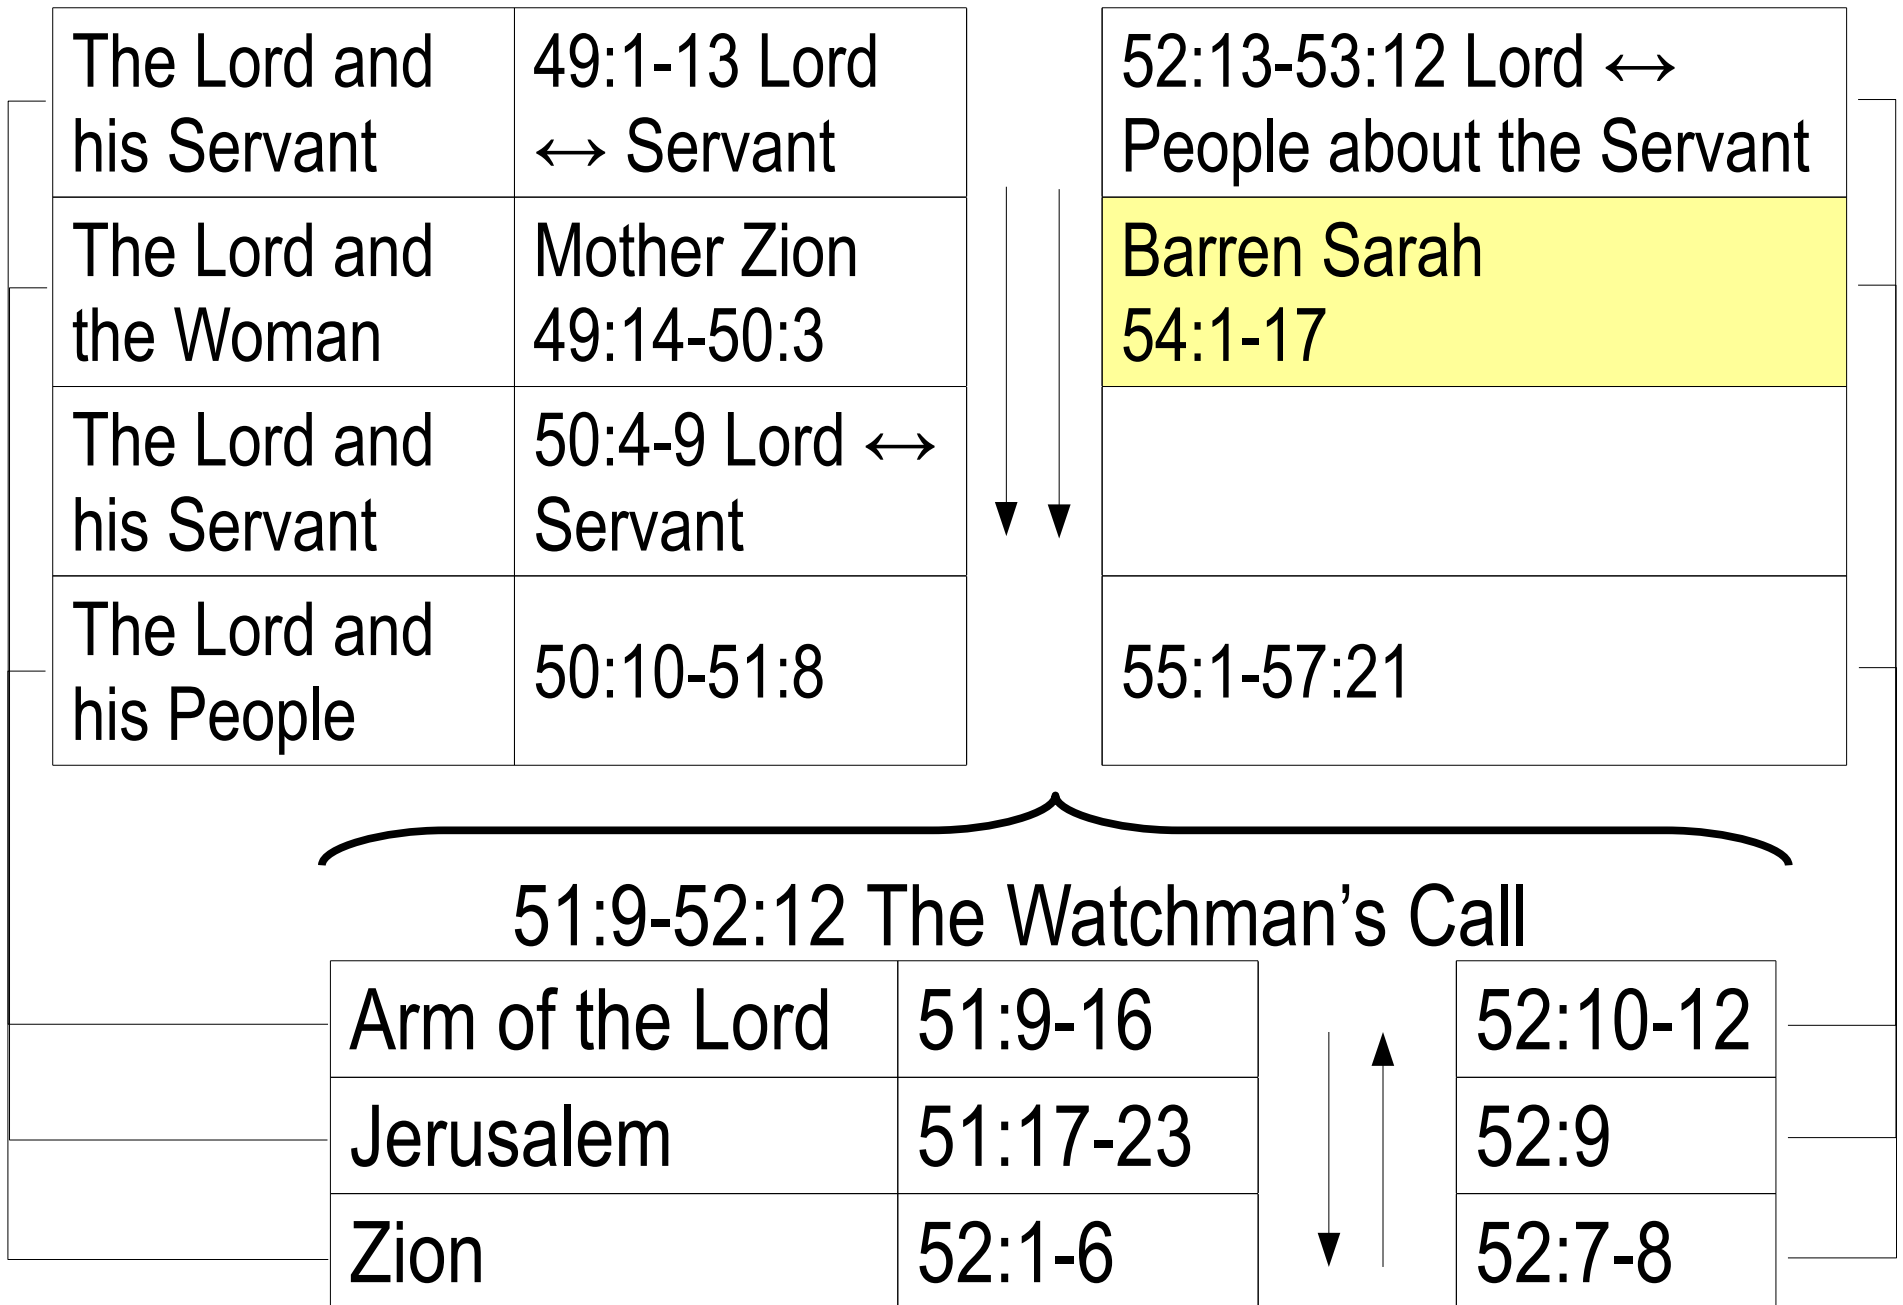 The Lord and
his Servant
49:1-13 Lord
↔ Servant
52:13-53:12 Lord ↔
People about the Servant
The Lord and
the Woman
Mother Zion
49:14-50:3
Barren Sarah
54:1-17
The Lord and
his Servant
50:4-9 Lord ↔
Servant
The Lord and
his People
50:10-51:8
55:1-57:21
51:9-52:12 The Watchman’s Call
Arm of the Lord
51:9-16
52:10-12
Jerusalem
51:17-23
52:9
Zion
52:1-6
52:7-8